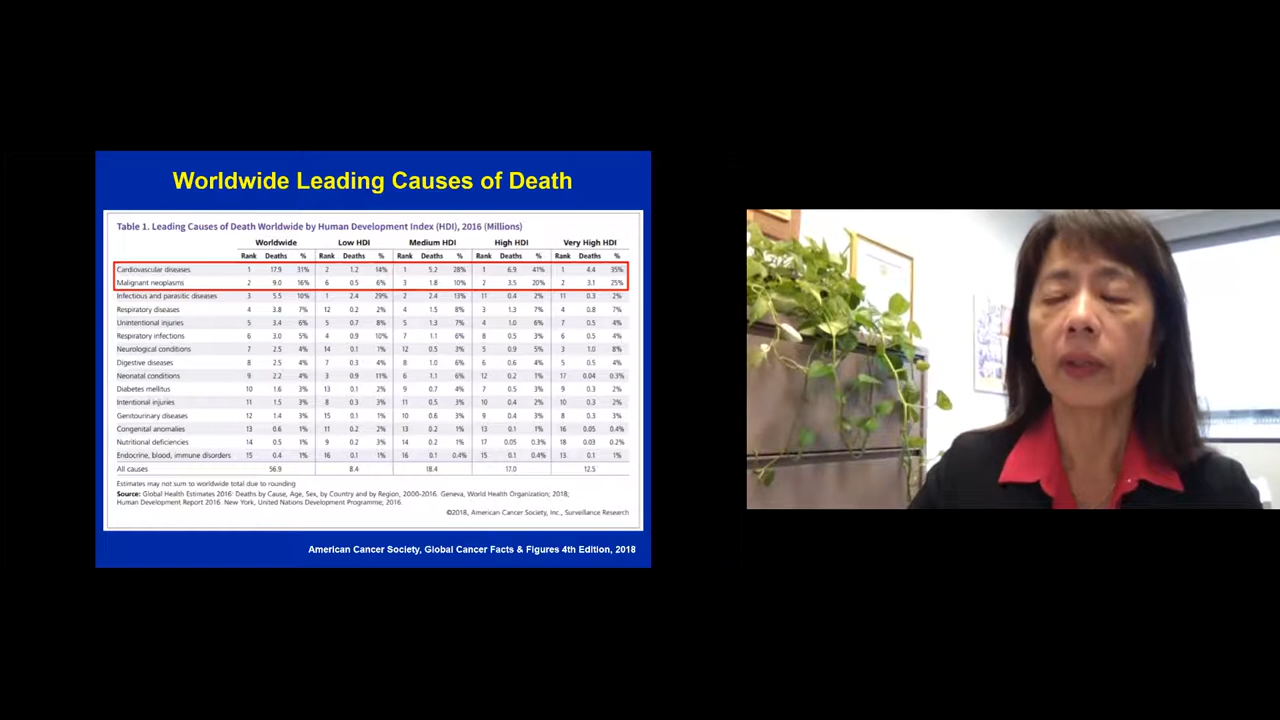 Worldwide Leading Causes of Death
Table 1. Leading Causes of Death Worldwide by Human Development Index (HDI), 2016 (Millions)
Worldwide Low HDI Medium HDI High HDI Very High HDI
Rank Deaths % Rank Deaths % Rank Deaths % Rank Deaths % Rank Deaths %
Cardiovascular diseases 1 17.9 31% 2 1.2 14% 1 5.2 28% 1 6.9 41% 1 4.4 35%
Malignant neoplasms 2 9.0 16% 6 0.5 6% 3 1.8 10% 2 3.5 20% 2 3.1 25%
Infectious and parasitic diseases 3 5.5 10% 1 2.4 29% 2 2.4 13% 11 0.4 2% 11 0.3 2%
Respiratory diseases 4 3.8 7% 12 0.2 2% 4 1.5 8% 3 1.3 7% 4 0.8 7%
Unintentional injuries 5 3.4 6% 5 0.7 8% 5 1.3 7% 4 1.0 6% 7 0.5 4%
Respiratory infections 6 3.0 5% 4 0.9 10% 7 1.1 6% 8 0.5 3% 6 0.5 4%
Neurological conditions 7 2.5 4% 14 0.1 1% 12 0.5 3% 5 0.9 5% 3 1.0 8%
Digestive diseases 8 2.5 4% 7 0.3 4% 8 1.0 6% 6 0.6 4% 5 0.5 4%
Neonatal conditions 9 2.2 4% 3 0.9 11% 6 1.1 6% 12 0.2 1% 17 0.04 0.3%
Diabetes mellitus 10 1.6 3% 13 0.1 2% 9 0.7 4% 7 0.5 3% 9 0.3 2%
Intentional injuries 11 1.5 3% 8 0.3 3% 11 0.5 3% 10 0.4 2% 10 0.3 2%
Genitourinary diseases 12 1.4 3% 15 0.1 1% 10 0.6 3% 9 0.4 3% 8 0.3 3%
Congenital anomalies 13 0.6 1% 11 0.2 2% 13 0.2 1% 13 0.1 1% 16 0.05 0.4%
Nutritional deficiencies 14 0.5 1% 9 0.2 3% 14 0.2 1% 17 0.05 0.3% 18 0.03 0.2%
Endocrine, blood, immune disorders 15 0.4 1% 16 0.1 1% 16 0.1 0.4% 15 0.1 0.4% 13 0.1 1%
All causes 56.9 8.4 18.4 17.0 12.5
Estimates may not sum to worldwide total due to rounding
Source: Global Health Estimates 2016: Deaths by Cause, Age, Sex, by Country and by Region, 2000-2016. Geneva, World Health Organization; 2018;
Human Development Report 2016. New York, United Nations Development Programme, 2016.
©2018, American Cancer Society, Inc., Surveillance Research
American Cancer Society, Global Cancer Facts & Figures 4th Edition, 2018